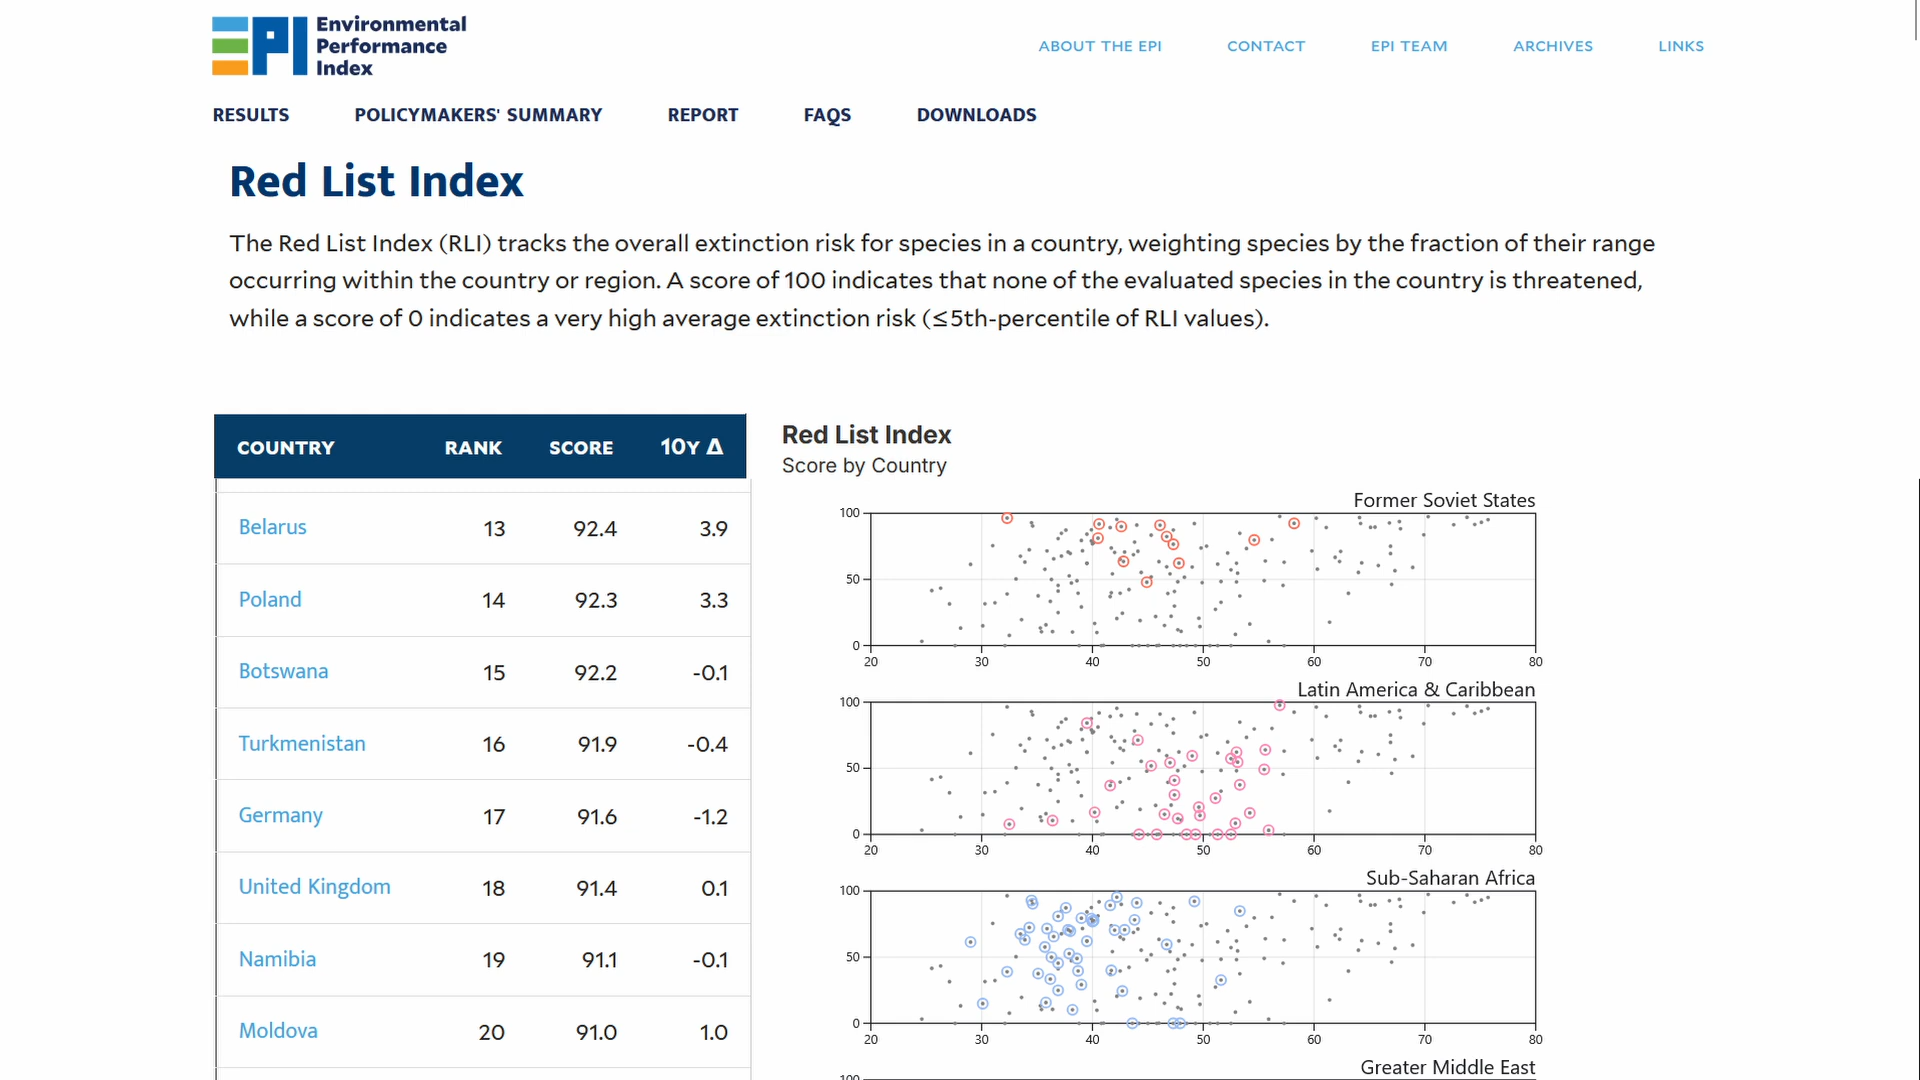 Environmental
Performance
Index
EPI
ABOUT THE EPI
CONTACT
EPI TEAM
ARCHIVES
LINKS
RESULTS
POLICYMAKERS' SUMMARY
REPORT
FAQS
DOWNLOADS
Red List Index
The Red List Index (RLI) tracks the overall extinction risk for species in a country, weighting species by the fraction of their range
occurring within the country or region. A score of 100 indicates that none of the evaluated species in the country is threatened,
while a score of 0 indicates a very high average extinction risk (≤5th-percentile of RLI values).
COUNTRY RANK SCORE 10Y Δ
Belarus 13 92.4 3.9
Poland 14 92.3 3.3
Botswana 15 92.2 -0.1
Turkmenistan 16 91.9 -0.4
Germany 17 91.6 -1.2
United Kingdom 18 91.4 0.1
Namibia 19 91.1 -0.1
Moldova 20 91.0 1.0
Red List Index
Score by Country
Former Soviet States
100
50
0
20 30 40 50 60 70 80
Latin America & Caribbean
100
50
0
20 30 40 50 60 70 80
Sub-Saharan Africa
100
50
0
20 30 40 50 60 70 80
Greater Middle East
100